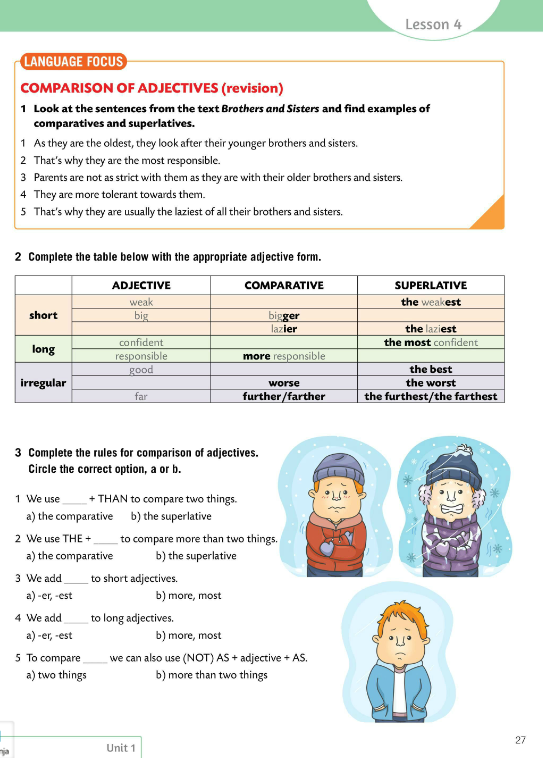 Lesson 4
LANGUAGE FOCUS
COMPARISON OF ADJECTIVES (revision)
1 Look at the sentences from the text Brothers and Sisters and find examples of
comparatives and superlatives.
1 As they are the oldest, they look after their younger brothers and sisters.
2 That's why they are the most responsible.
3 Parents are not as strict with them as they are with their older brothers and sisters.
4 They are more tolerant towards them.
5 That's why they are usually the laziest of all their brothers and sisters.
2 Complete the table below with the appropriate adjective form.
ADJECTIVE COMPARATIVE SUPERLATIVE
short weak the weakest
big bigger
lazier the laziest
long confident the most confident
responsible more responsible
irregular good the best
worse the worst
far further/farther the furthest/the farthest
3 Complete the rules for comparison of adjectives.
Circle the correct option, a or b.
1 We use ____ + THAN to compare two things.
a) the comparative b) the superlative
2 We use THE + ____ to compare more than two things.
a) the comparative b) the superlative
3 We add ____ to short adjectives.
a) -er, -est b) more, most
4 We add ____ to long adjectives.
a) -er, -est b) more, most
5 To compare ____ we can also use (NOT) AS + adjective + AS.
a) two things b) more than two things
27
Unit 1
nja